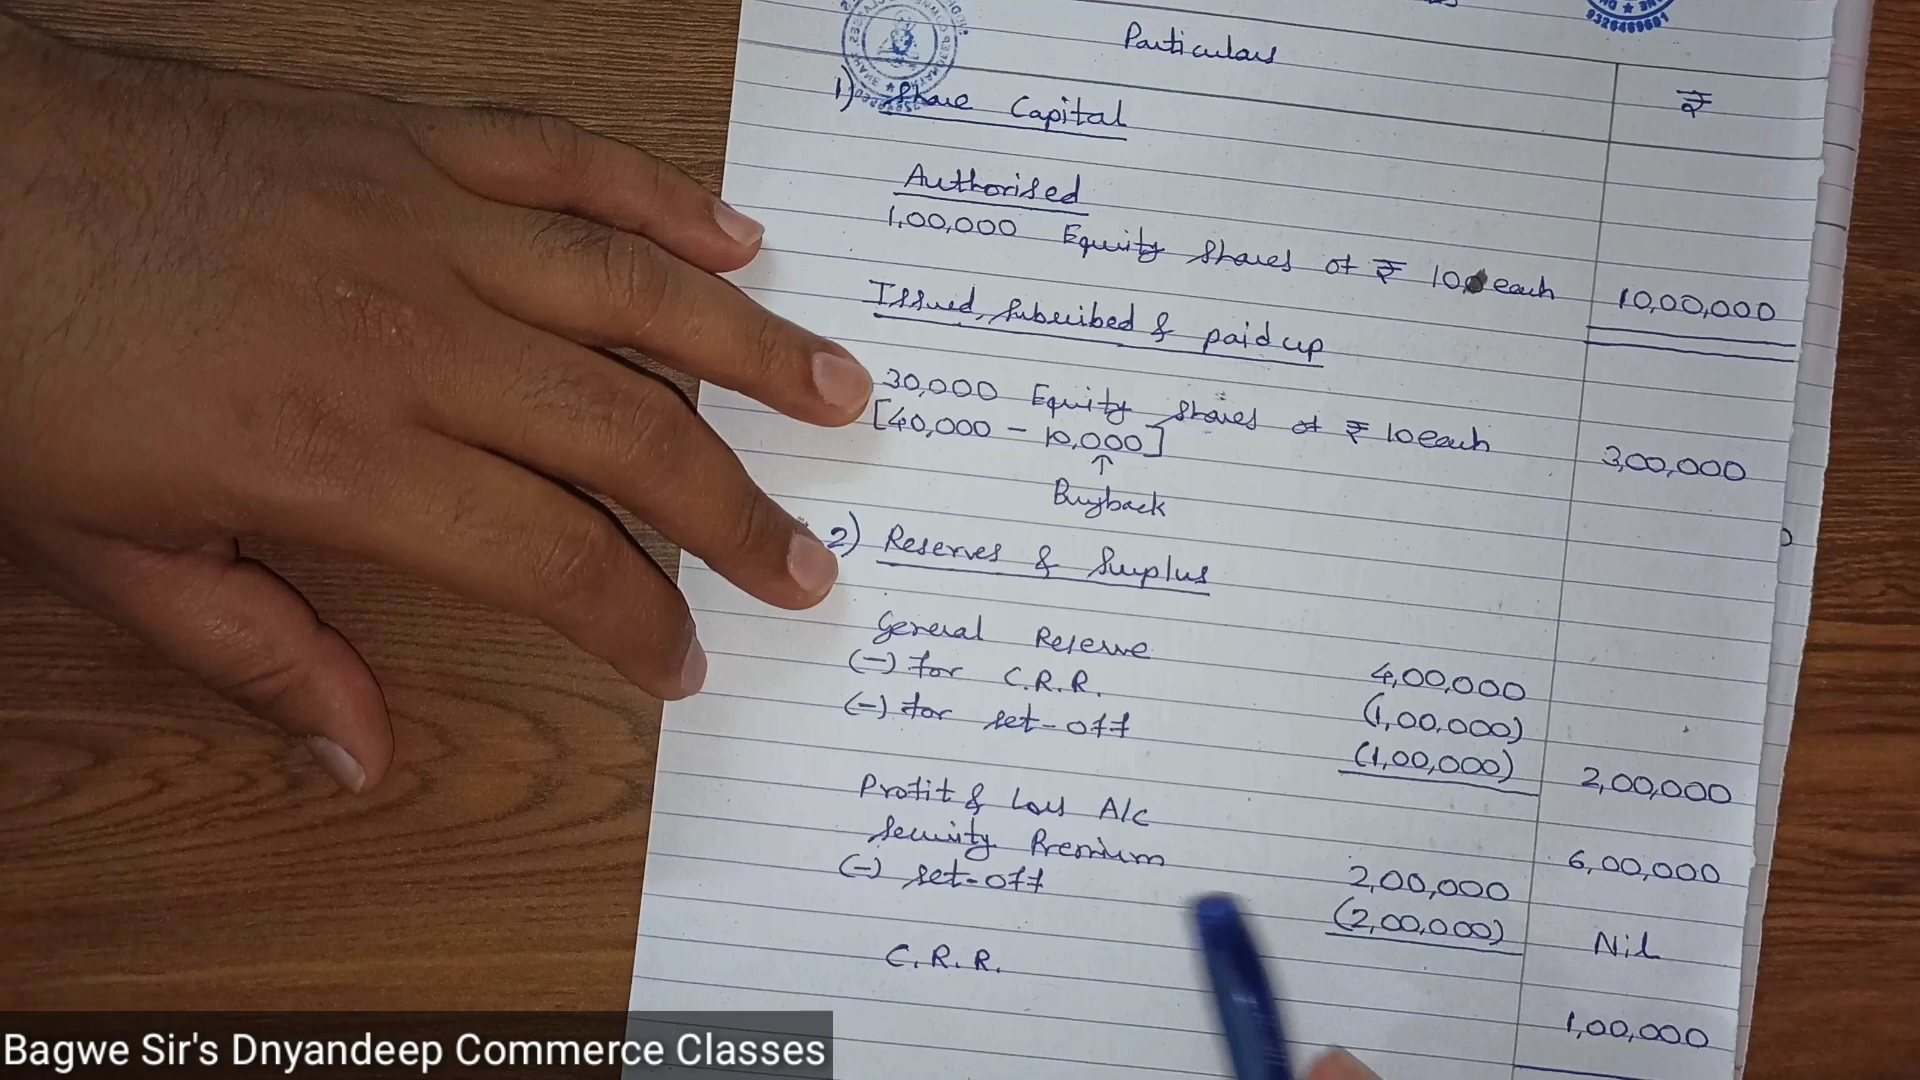 Particulars ₹
1) Share Capital
Authorised
1,00,000 Equity Shares of ₹ 10 each 10,00,000
Issued, Subscribed & paid up
30,000 Equity Shares of ₹ 10 each 3,00,000
[40,000 - 10,000]
↑
Buyback
2) Reserves & Surplus
General Reserve 4,00,000
(-) for C.R.R. (1,00,000)
(-) for set-off (1,00,000) 2,00,000
Profit & Loss A/c 6,00,000
Security Premium 2,00,000
(-) set-off (2,00,000) Nil
C.R.R. 1,00,000
Bagwe Sir's Dnyandeep Commerce Classes